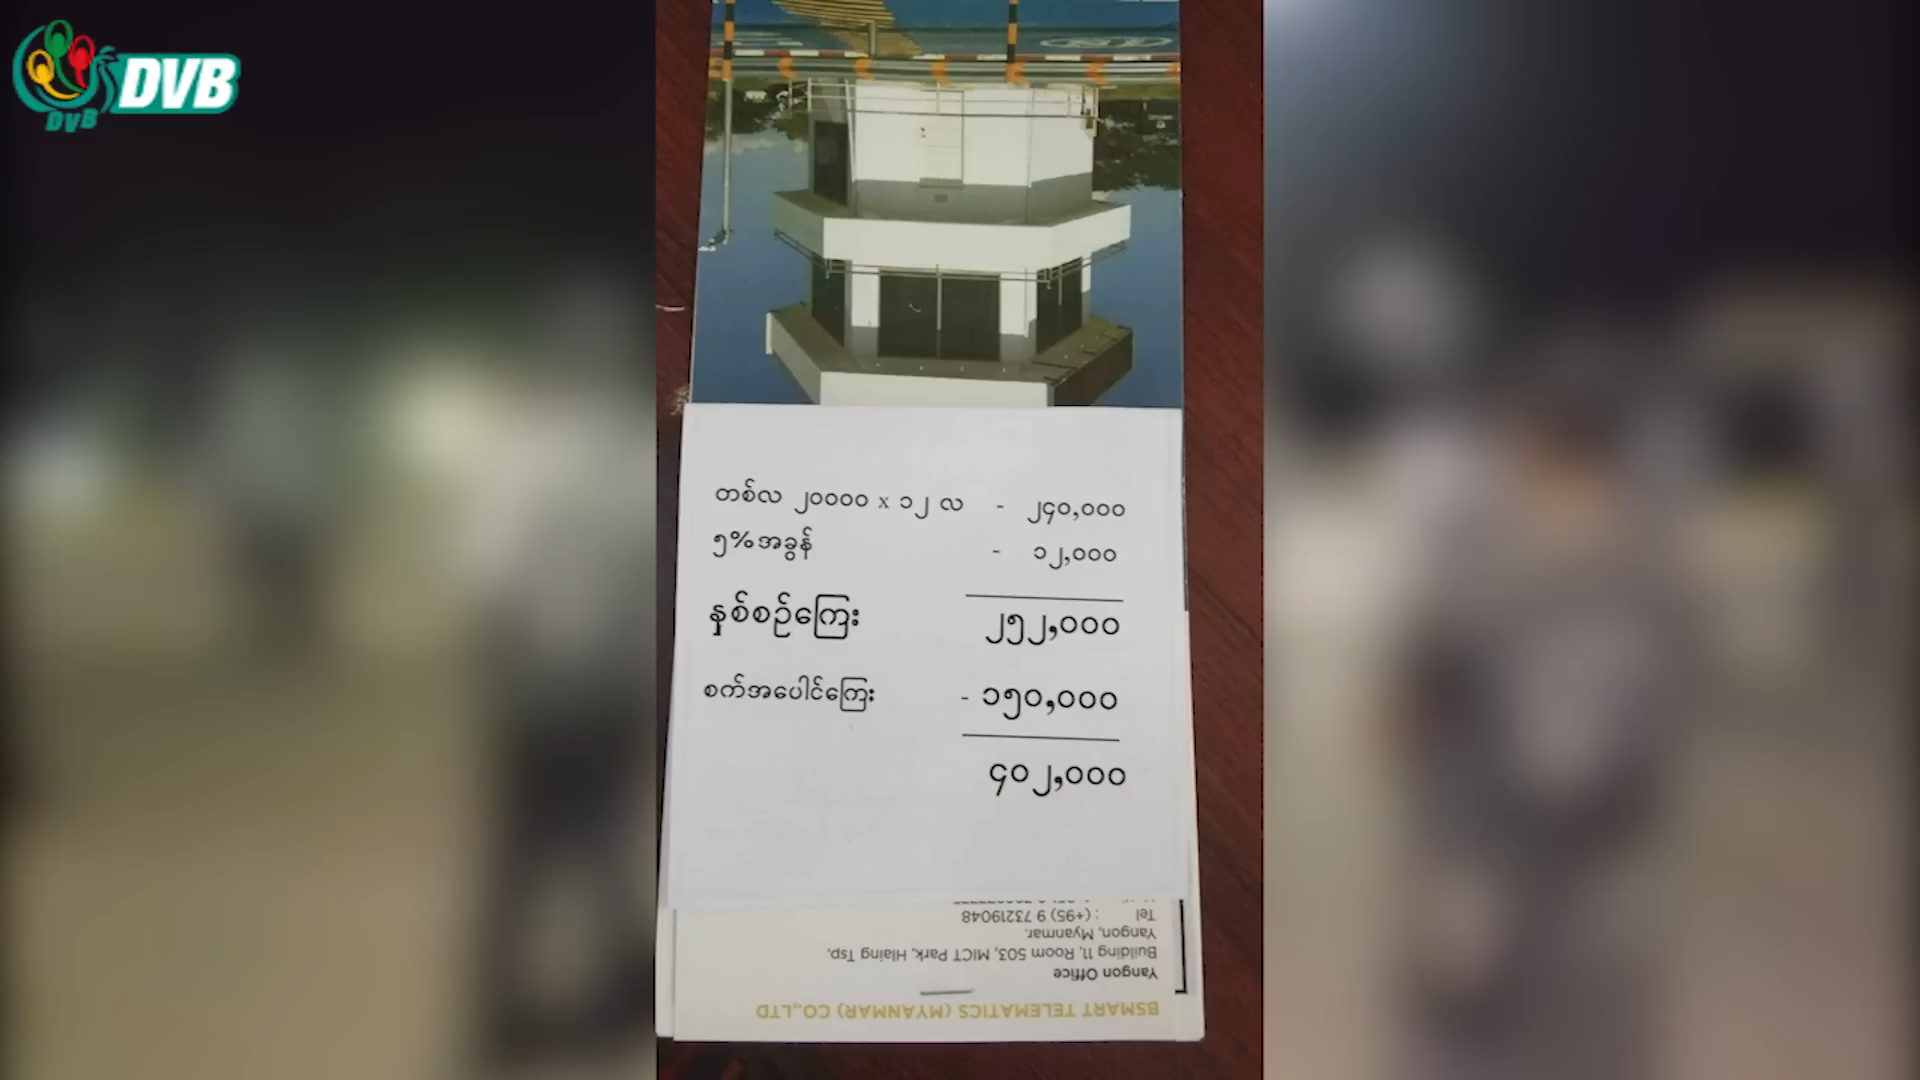 DVB
DVB
တစ်လ ၂၀၀၀၀ x ၁၂ လ - ၂၄၀,၀၀၀
၅%အခွန် - ၁၂,၀၀၀
နှစ်စဉ်ကြေး ၂၅၂,၀၀၀
စက်အပေါင်ကြေး - ၁၅၀,၀၀၀
၄၀၂,၀၀၀
BSMART TELEMATICS (MYANMAR) CO.,LTD
Yangon Office
Building 11, Room 503, MICT Park, Hlaing Tsp,
Yangon, Myanmar.
Tel : (+95) 9 73219048